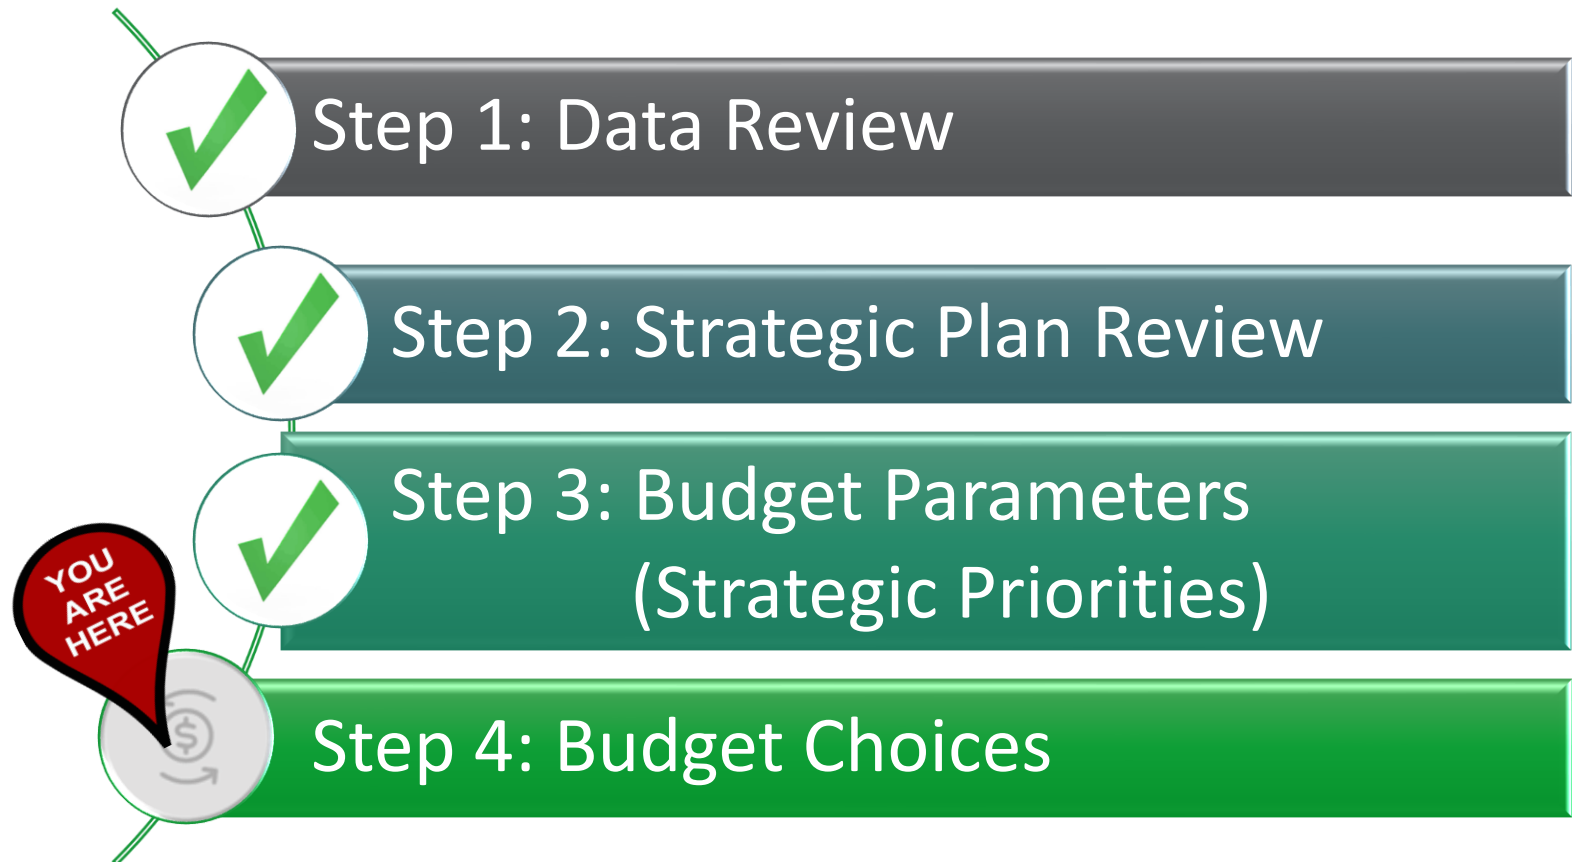 Step 1: Data Review
Step 2: Strategic Plan Review
Step 3: Budget Parameters
(Strategic Priorities)
YOU
ARE
HERE
$
Step 4: Budget Choices